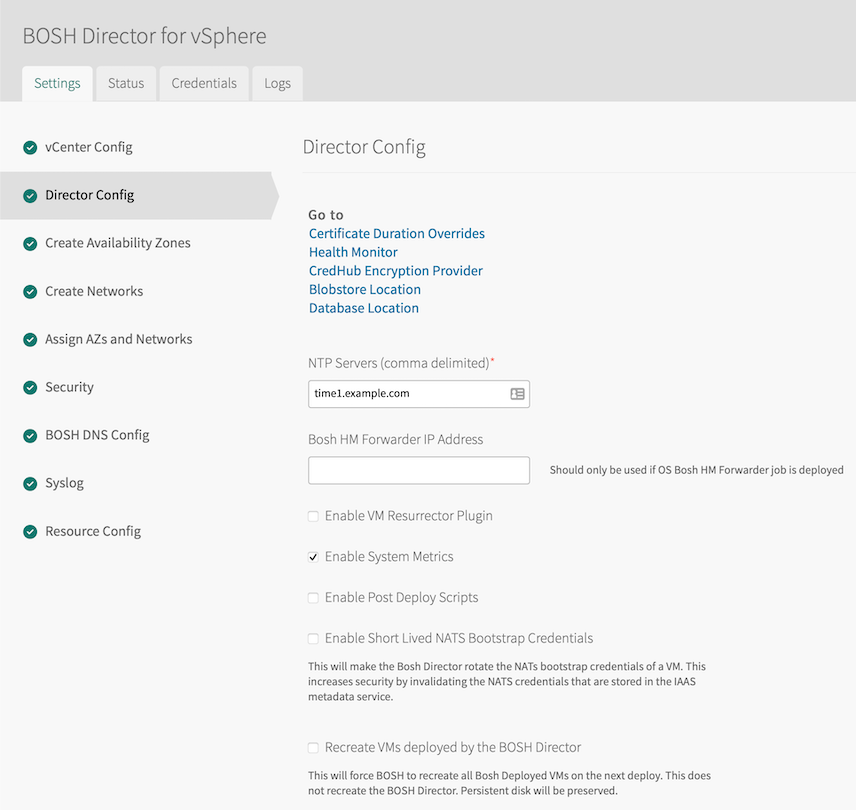 BOSH Director for vSphere
Settings
Status
Credentials
Logs
vCenter Config
Director Config
Create Availability Zones
Create Networks
Assign AZs and Networks
Security
BOSH DNS Config
Syslog
Resource Config
Director Config
Go to
Certificate Duration Overrides
Health Monitor
CredHub Encryption Provider
Blobstore Location
Database Location
NTP Servers (comma delimited)*
time1.example.com
Bosh HM Forwarder IP Address
Should only be used if OS Bosh HM Forwarder job is deployed
Enable VM Resurrector Plugin
Enable System Metrics
Enable Post Deploy Scripts
Enable Short Lived NATS Bootstrap Credentials
This will make the Bosh Director rotate the NATs bootstrap credentials of a VM. This
increases security by invalidating the NATS credentials that are stored in the IAAS
metadata service.
Recreate VMs deployed by the BOSH Director
This will force BOSH to recreate all Bosh Deployed VMs on the next deploy. This does
not recreate the BOSH Director. Persistent disk will be preserved.